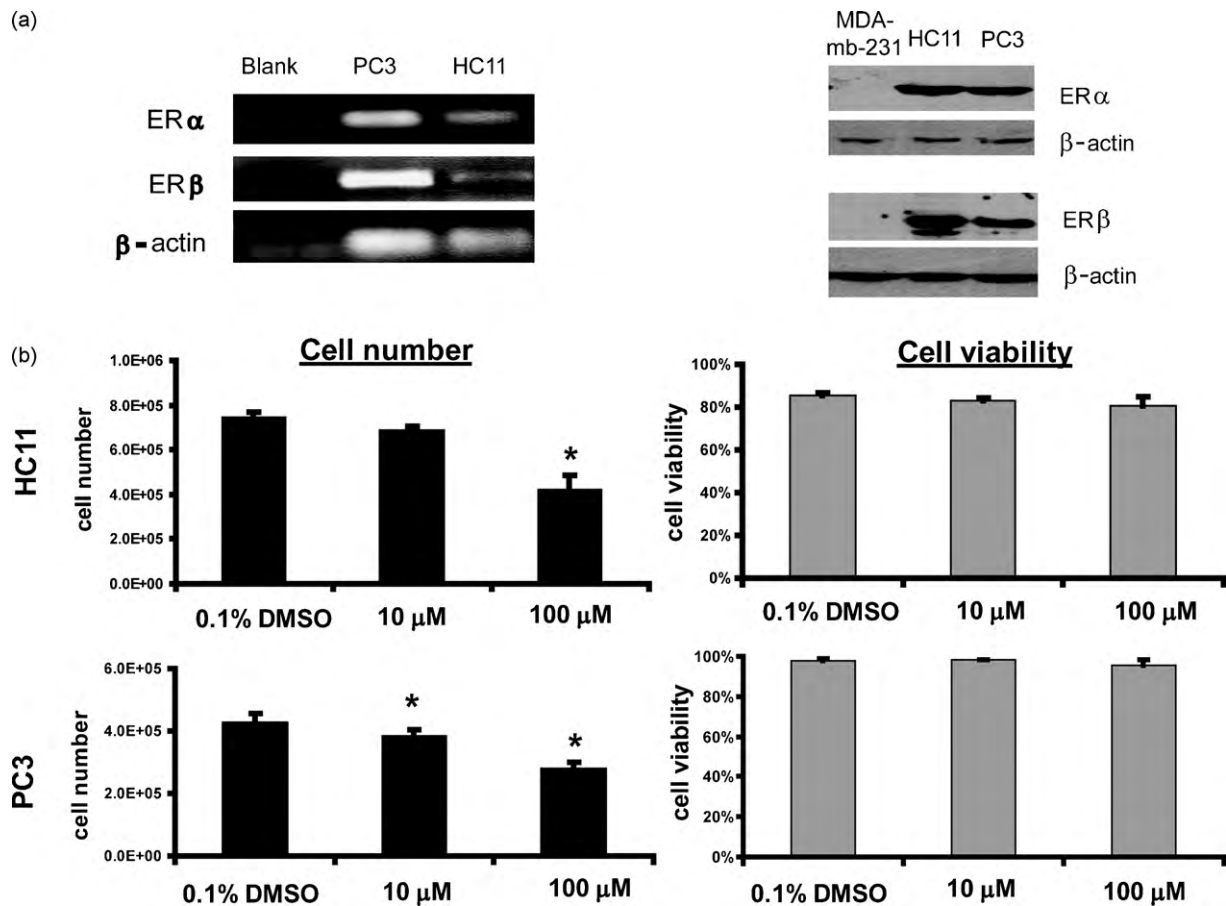 (a)
Blank PC3 HC11
ERα
ERβ
β-actin
MDA-
mb-231 HC11 PC3
ERα
β-actin
ERβ
β-actin
(b)
Cell number
HC11
cell number
1.0E+06
8.0E+05
6.0E+05
4.0E+05
2.0E+05
0.0E+00
*
0.1% DMSO 10 μM 100 μM
Cell viability
cell viability
100%
80%
60%
40%
20%
0%
0.1% DMSO 10 μM 100 μM
PC3
cell number
6.0E+05
4.0E+05
2.0E+05
0.0E+00
* *
0.1% DMSO 10 μM 100 μM
cell viability
100%
80%
60%
40%
20%
0%
0.1% DMSO 10 μM 100 μM